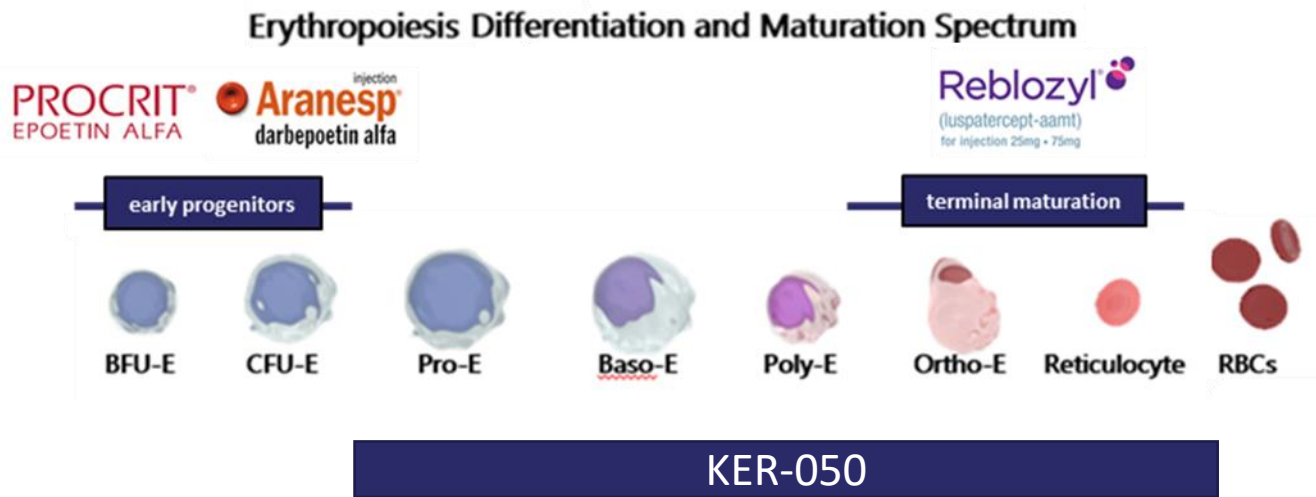 Erythropoiesis Differentiation and Maturation Spectrum
PROCRIT®
EPOETIN ALFA
injection
Aranesp®
darbepoetin alfa
Reblozyl®
(luspatercept-aamt)
for injection 25mg • 75mg
early progenitors
terminal maturation
BFU-E
CFU-E
Pro-E
Baso-E
Poly-E
Ortho-E
Reticulocyte
RBCs
KER-050